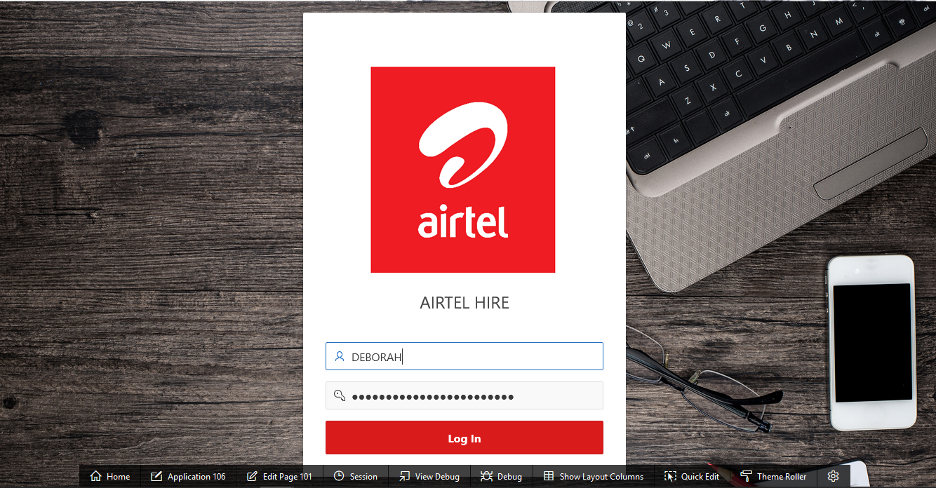 airtel
AIRTEL HIRE
DEBORAH
Log In
Home
Application 106
Edit Page 101
Session
View Debug
Debug
Show Layout Columns
Quick Edit
Theme Roller